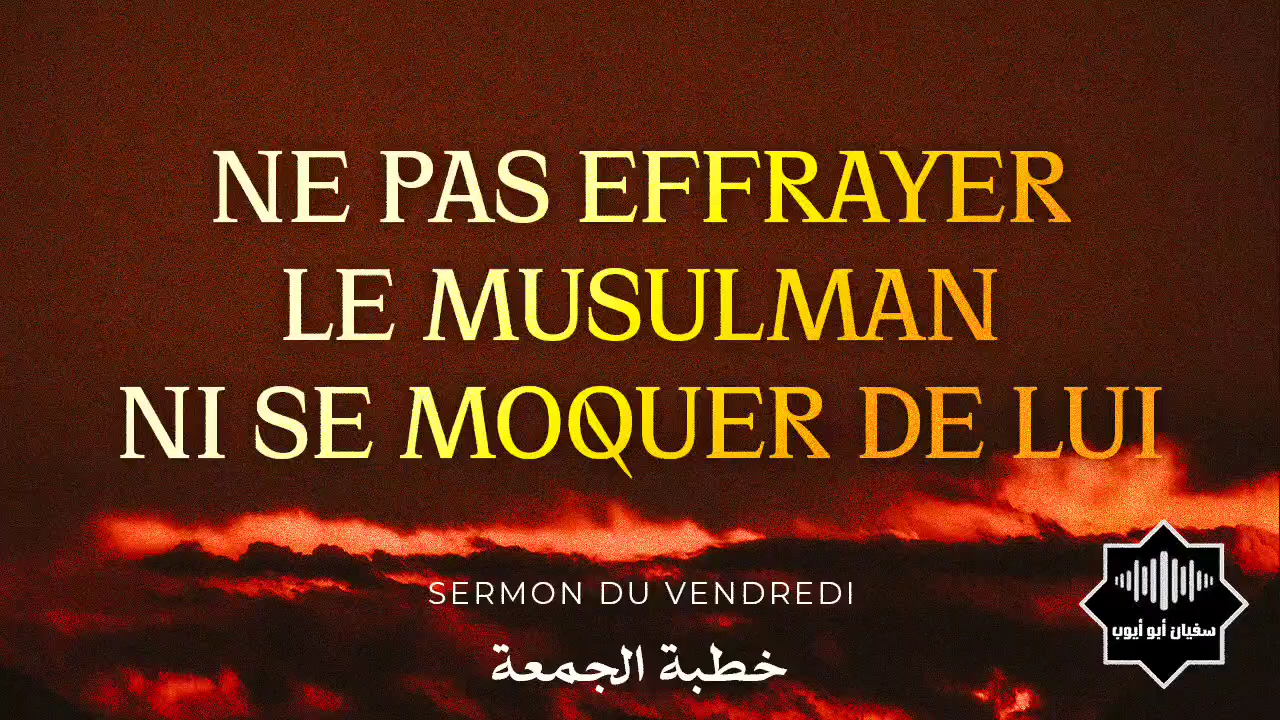 NE PAS EFFRAYER
LE MUSULMAN
NI SE MOQUER DE LUI
SERMON DU VENDREDI
خطبة الجمعة
سفيان أبو أيوب